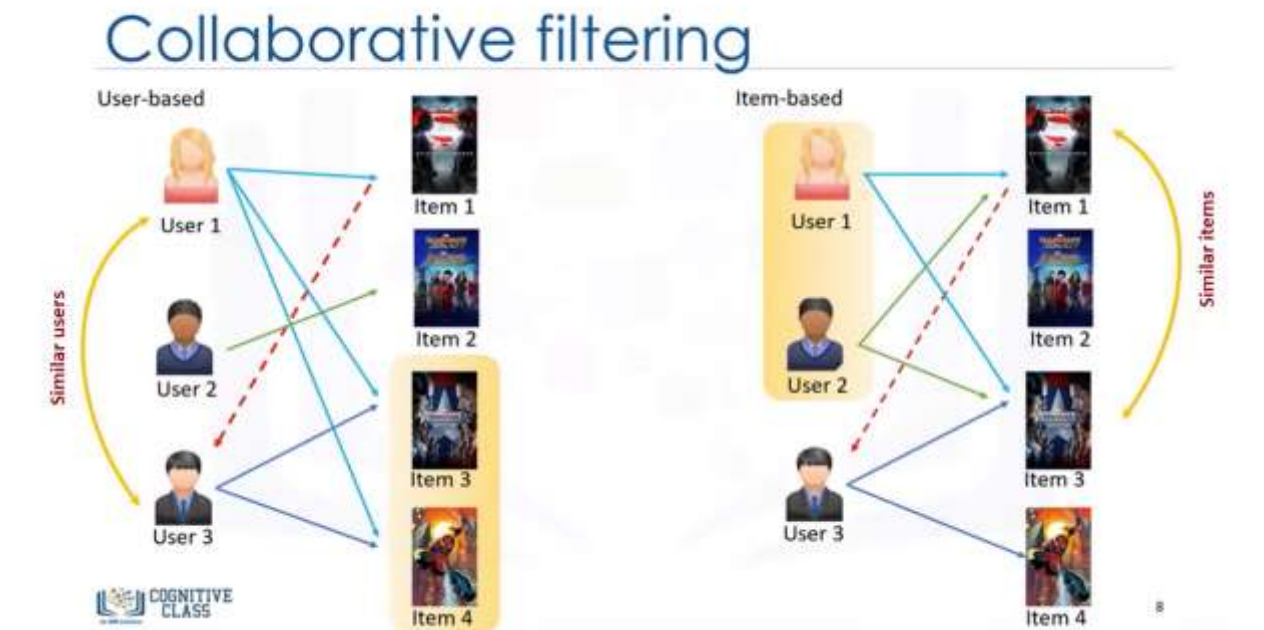 Collaborative filtering
User-based
Item 1
User 1
Item 2
User 2
Item 3
User 3
Item 4
Similar users
Item-based
Item 1
User 1
Item 2
User 2
Item 3
User 3
Item 4
Similar items
COGNITIVE
CLASS
8